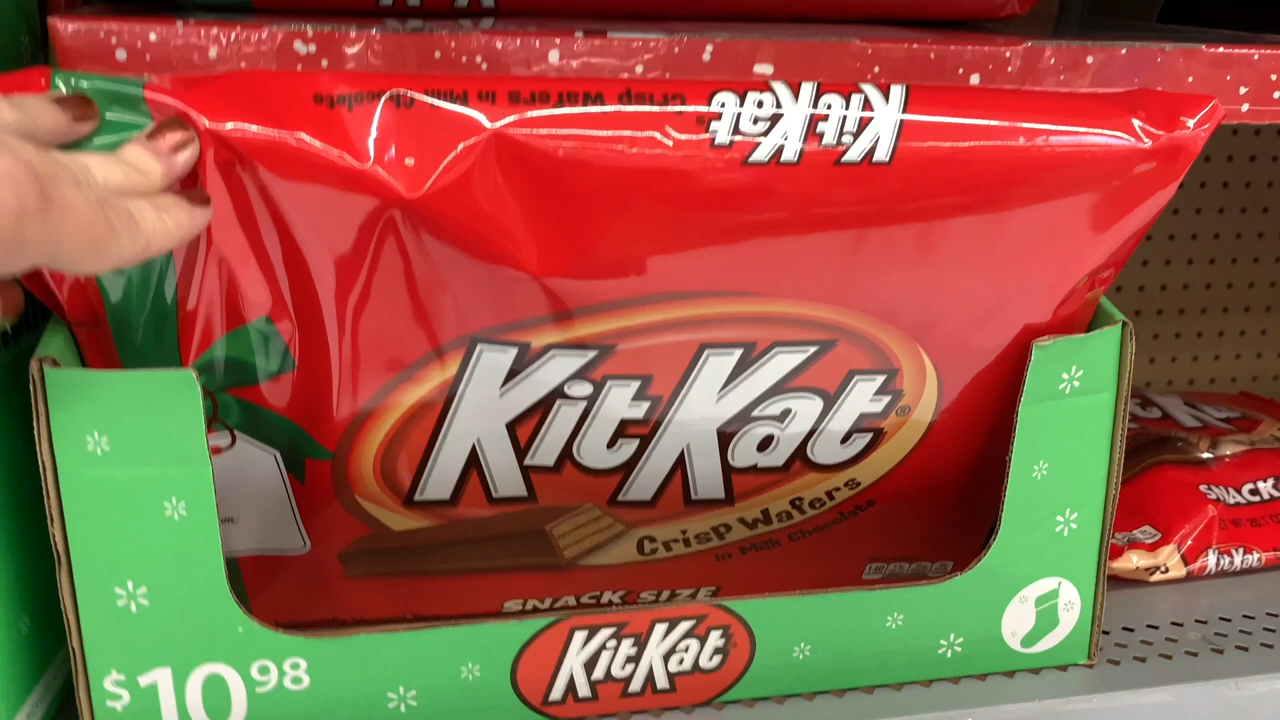 Crisp Wafers in Milk Chocolate
KitKat
KitKat®
Crisp Wafers
in Milk Chocolate
140
SNACK SIZE
KitKat
$10.98
SNACK
KitKat